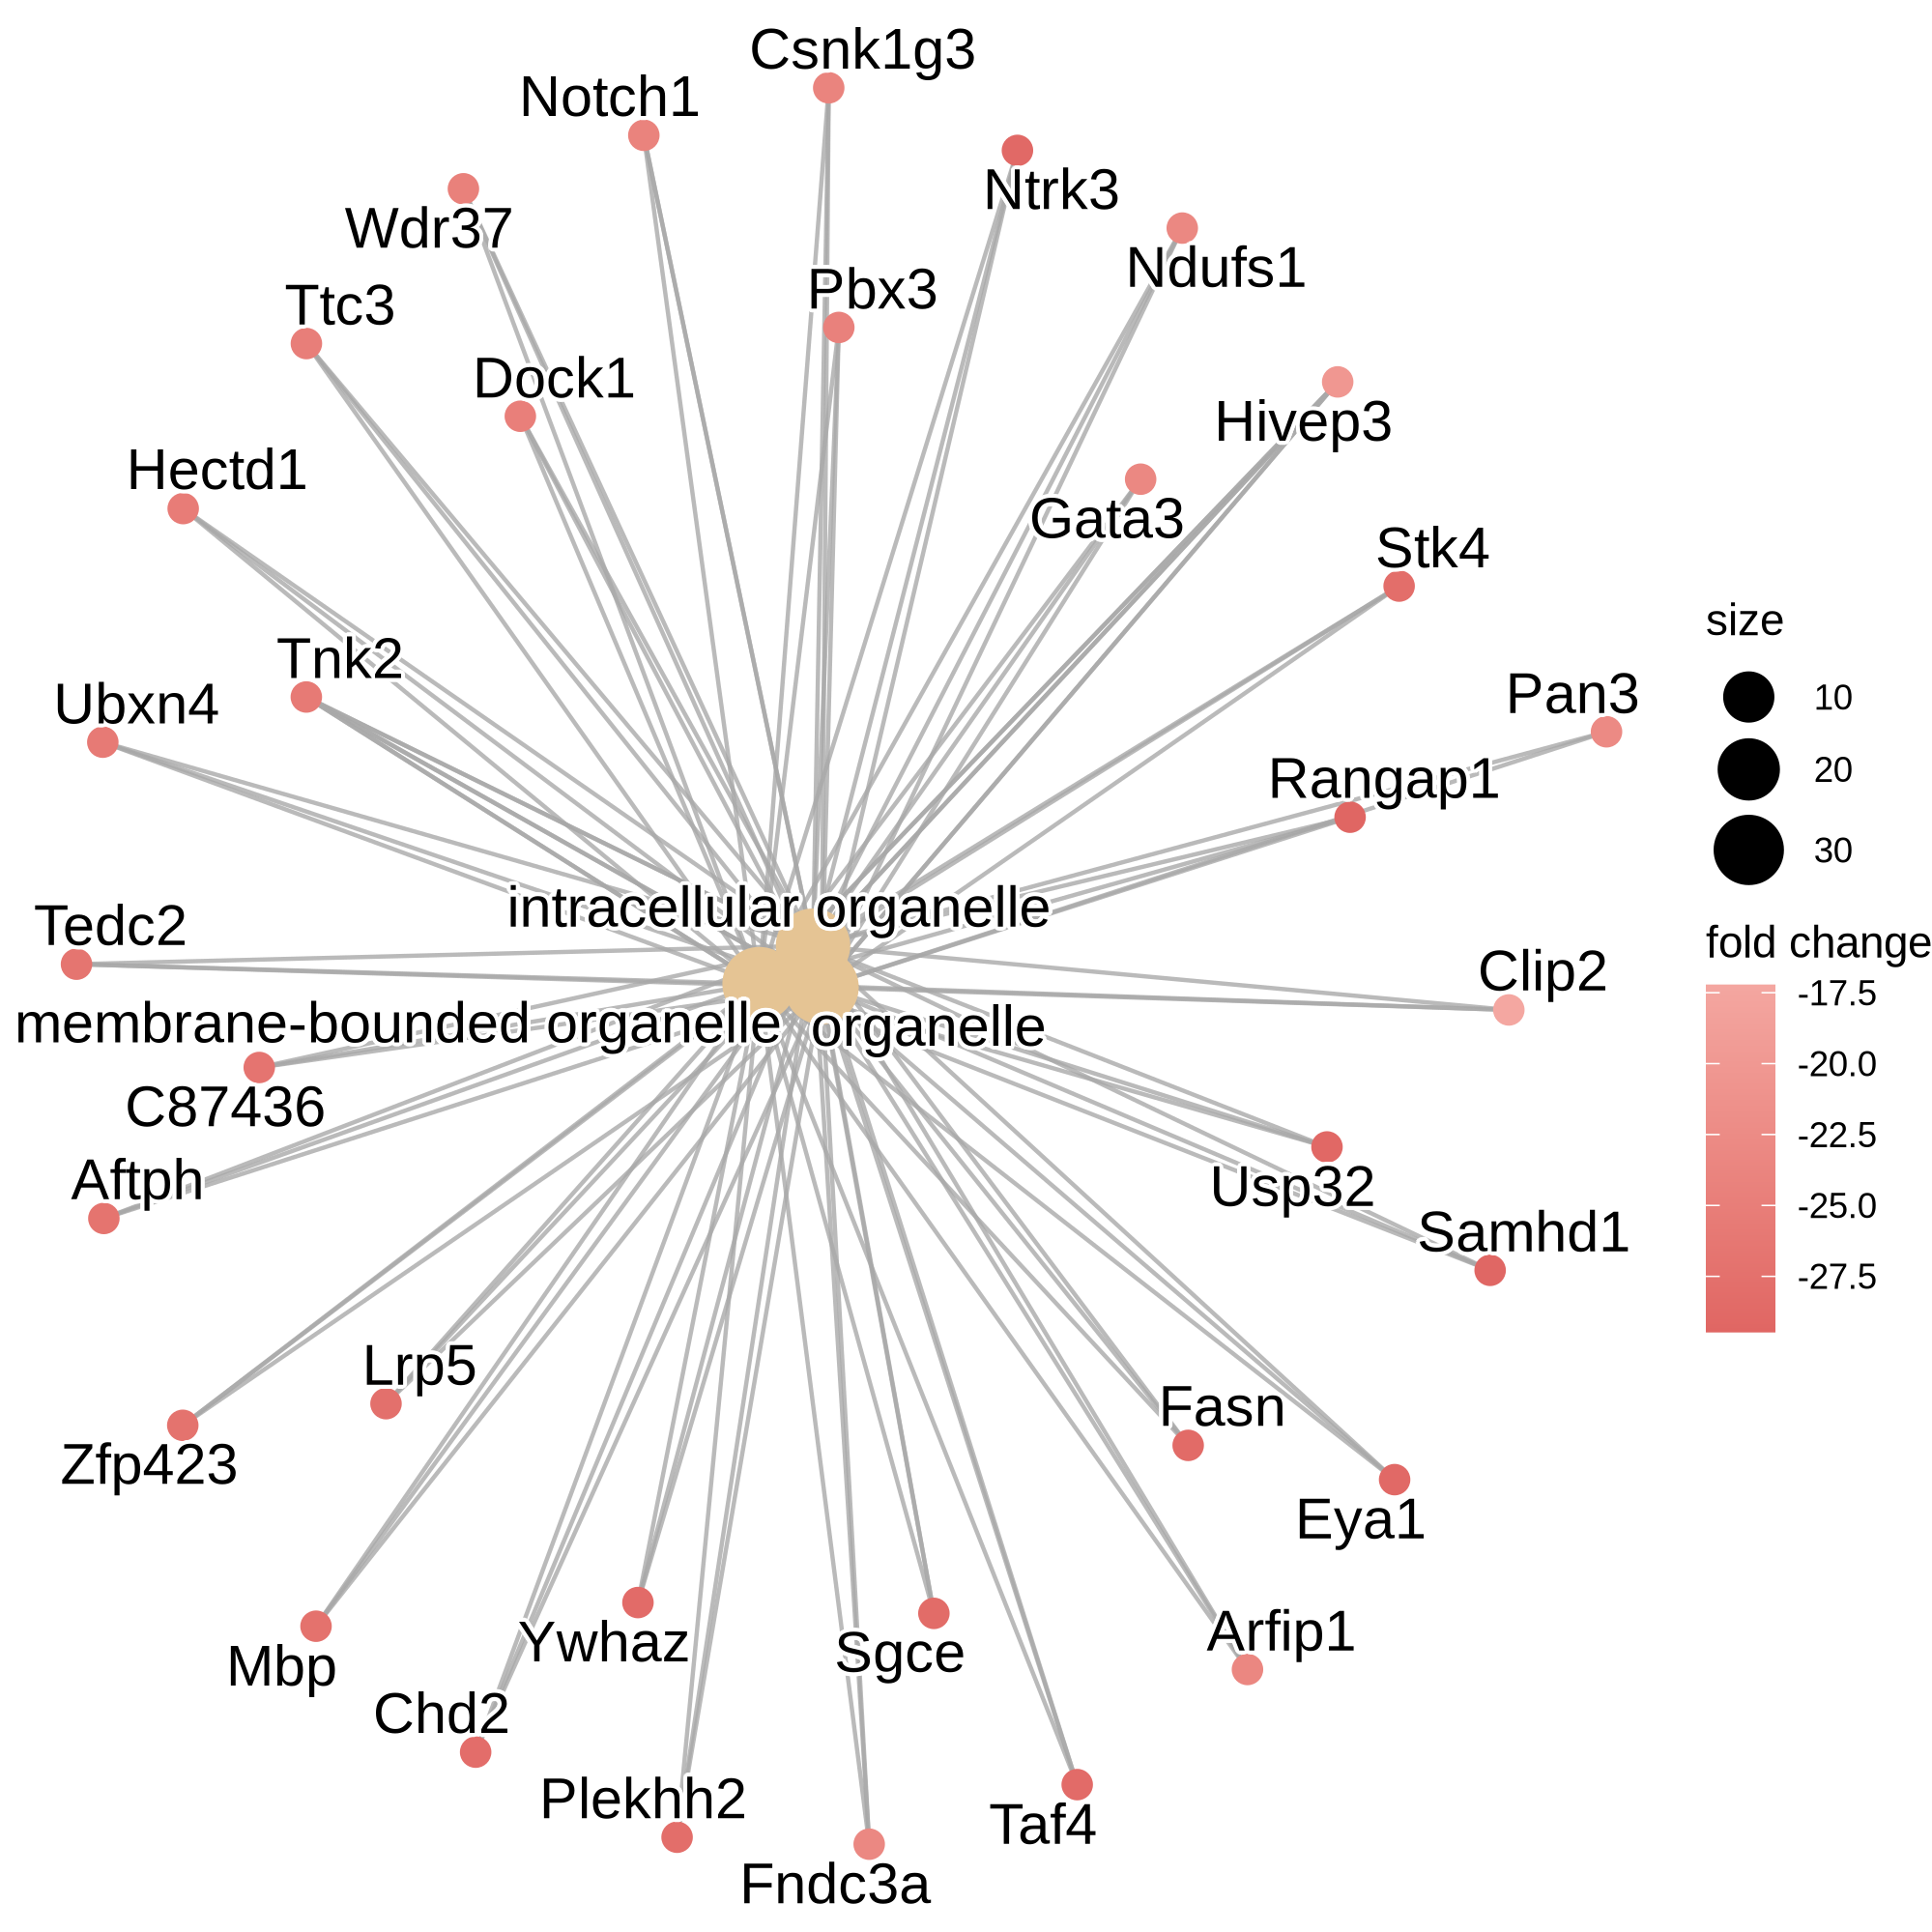 Csnk1g3
Notch1
Ntrk3
Wdr37
Ndufs1
Pbx3
Ttc3
Dock1
Hivep3
Hectd1
Gata3
Stk4
Tnk2
Ubxn4
Pan3
Rangap1
intracellular organelle
Tedc2
Clip2
membrane-bounded organelle
organelle
C87436
Aftph
Usp32
Samhd1
Lrp5
Fasn
Zfp423
Eya1
Arfip1
Ywhaz
Sgce
Mbp
Chd2
Plekhh2
Taf4
Fndc3a
size
10
20
30
fold change
-17.5
-20.0
-22.5
-25.0
-27.5